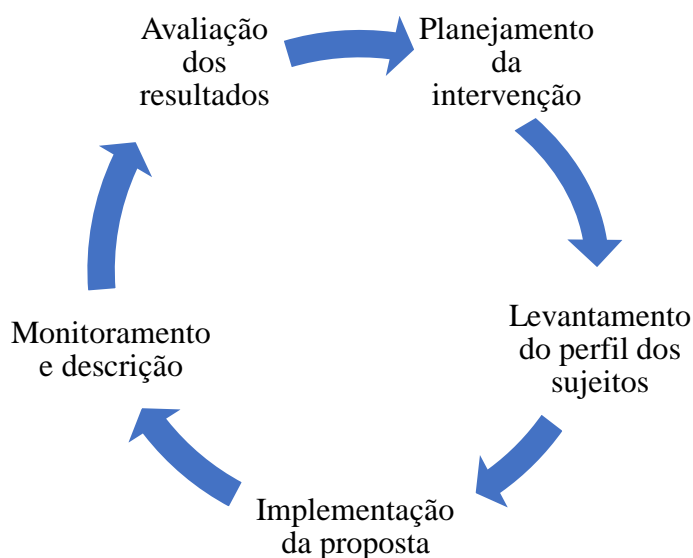 Avaliação
dos
resultados
Planejamento
da
intervenção
Levantamento
do perfil dos
sujeitos
Implementação
da proposta
Monitoramento
e descrição